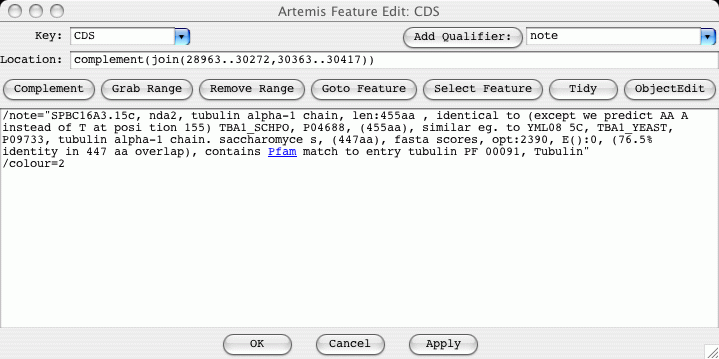 Artemis Feature Edit: CDS
Key: CDS Add Qualifier: note
Location: complement(join(28963..30272,30363..30417))
Complement Grab Range Remove Range Goto Feature Select Feature Tidy ObjectEdit
/note="SPBC16A3.15c, nda2, tubulin alpha-1 chain, len:455aa , identical to (except we predict AA A
instead of T at posi tion 155) TBA1_SCHPO, P04688, (455aa), similar eg. to YML08 5C, TBA1_YEAST,
P09733, tubulin alpha-1 chain. saccharomyce s, (447aa), fasta scores, opt:2390, E():0, (76.5%
identity in 447 aa overlap), contains Pfam match to entry tubulin PF 00091, Tubulin"
/colour=2
OK Cancel Apply